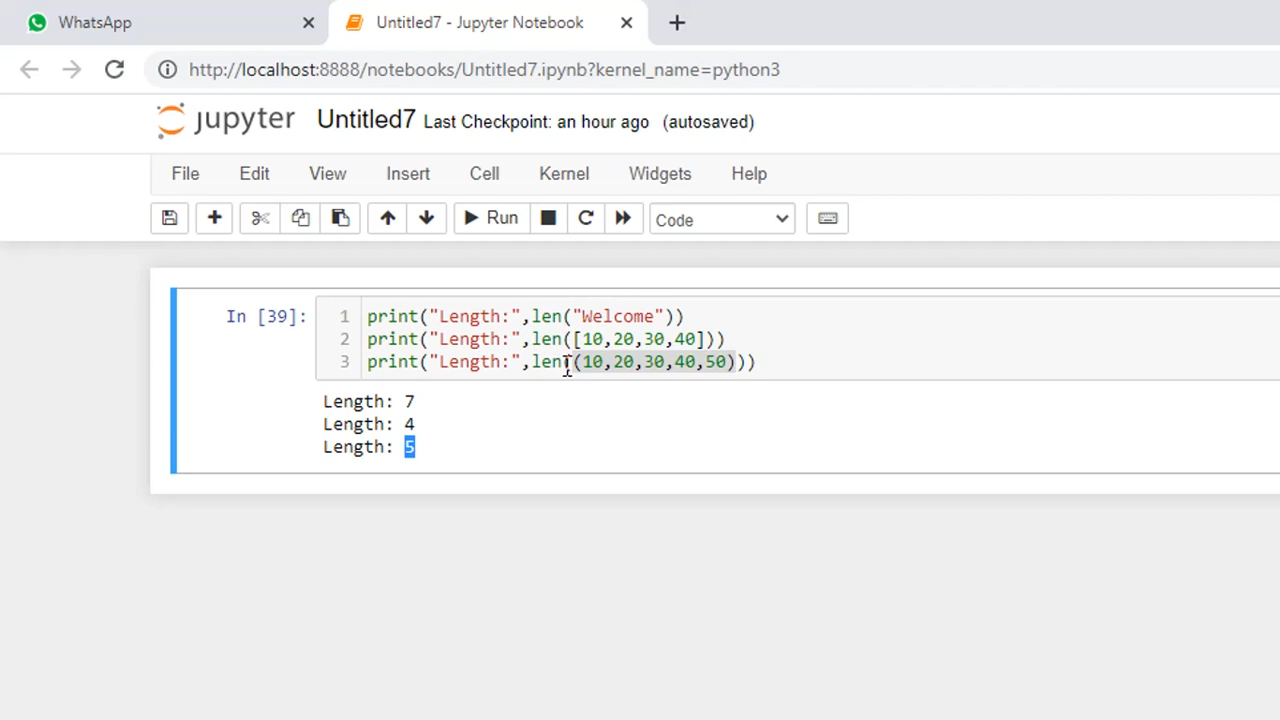 WhatsApp
Untitled7 - Jupyter Notebook
http://localhost:8888/notebooks/Untitled7.ipynb?kernel_name=python3
jupyter Untitled7 Last Checkpoint: an hour ago (autosaved)
File Edit View Insert Cell Kernel Widgets Help
Run Code
In [39]:
1 print("Length:",len("Welcome"))
2 print("Length:",len([10,20,30,40]))
3 print("Length:",len((10,20,30,40,50)))
Length: 7
Length: 4
Length: 5